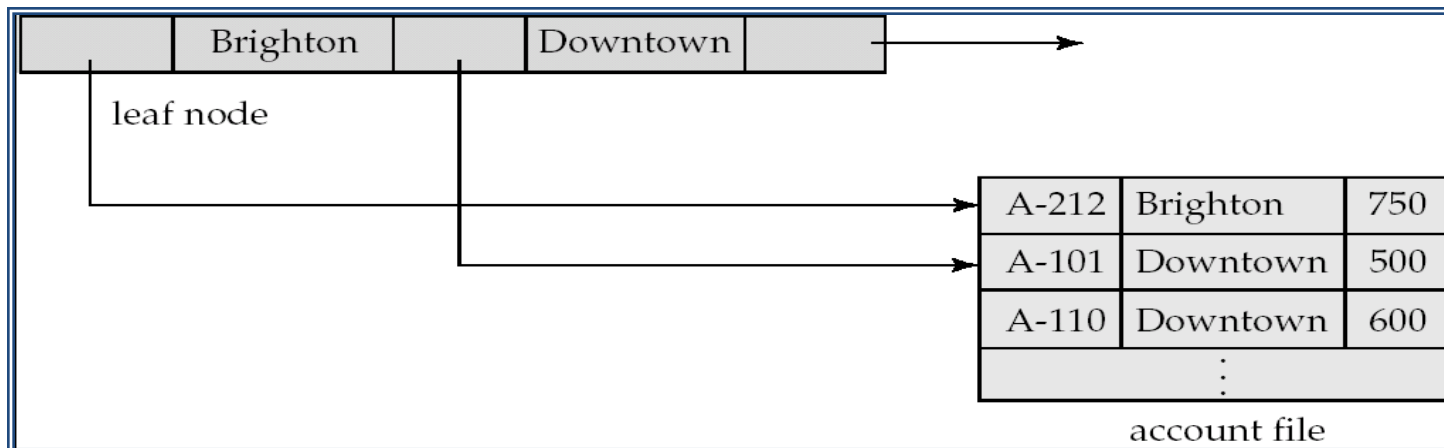 Brighton Downtown
leaf node
A-212 Brighton 750
A-101 Downtown 500
A-110 Downtown 600
⋮
account file